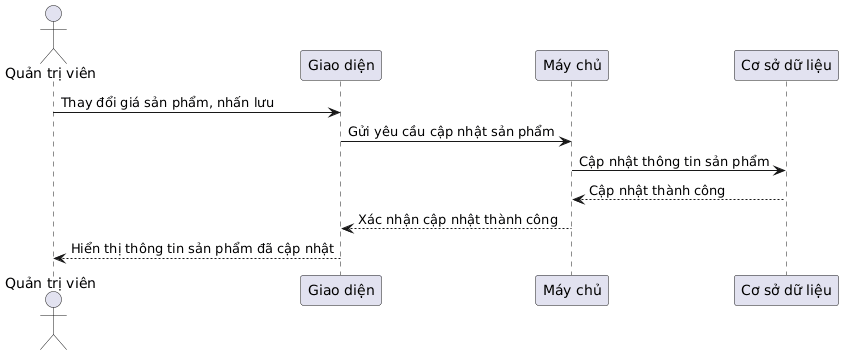 Quản trị viên
Giao diện
Máy chủ
Cơ sở dữ liệu
Thay đổi giá sản phẩm, nhấn lưu
Gửi yêu cầu cập nhật sản phẩm
Cập nhật thông tin sản phẩm
Cập nhật thành công
Xác nhận cập nhật thành công
Hiển thị thông tin sản phẩm đã cập nhật
Quản trị viên
Giao diện
Máy chủ
Cơ sở dữ liệu